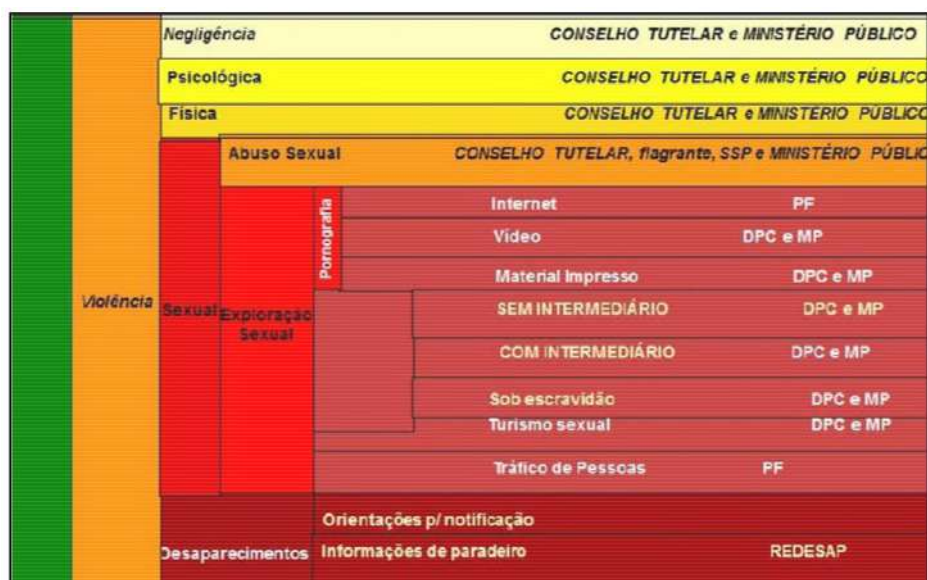 Negligência CONSELHO TUTELAR e MINISTÉRIO PÚBLICO
Psicológica CONSELHO TUTELAR e MINISTÉRIO PÚBLICO
Física CONSELHO TUTELAR e MINISTÉRIO PÚBLICO
Abuso Sexual CONSELHO TUTELAR, flagrante, SSP e MINISTÉRIO PÚBLIC
Pornografia
Internet PF
Vídeo DPC e MP
Material Impresso DPC e MP
Violência
Sexual
Exploração
Sexual
SEM INTERMEDIÁRIO DPC e MP
COM INTERMEDIÁRIO DPC e MP
Sob escravidão DPC e MP
Turismo sexual DPC e MP
Tráfico de Pessoas PF
Desaparecimentos
Orientações p/ notificação
Informações de paradeiro REDESAP